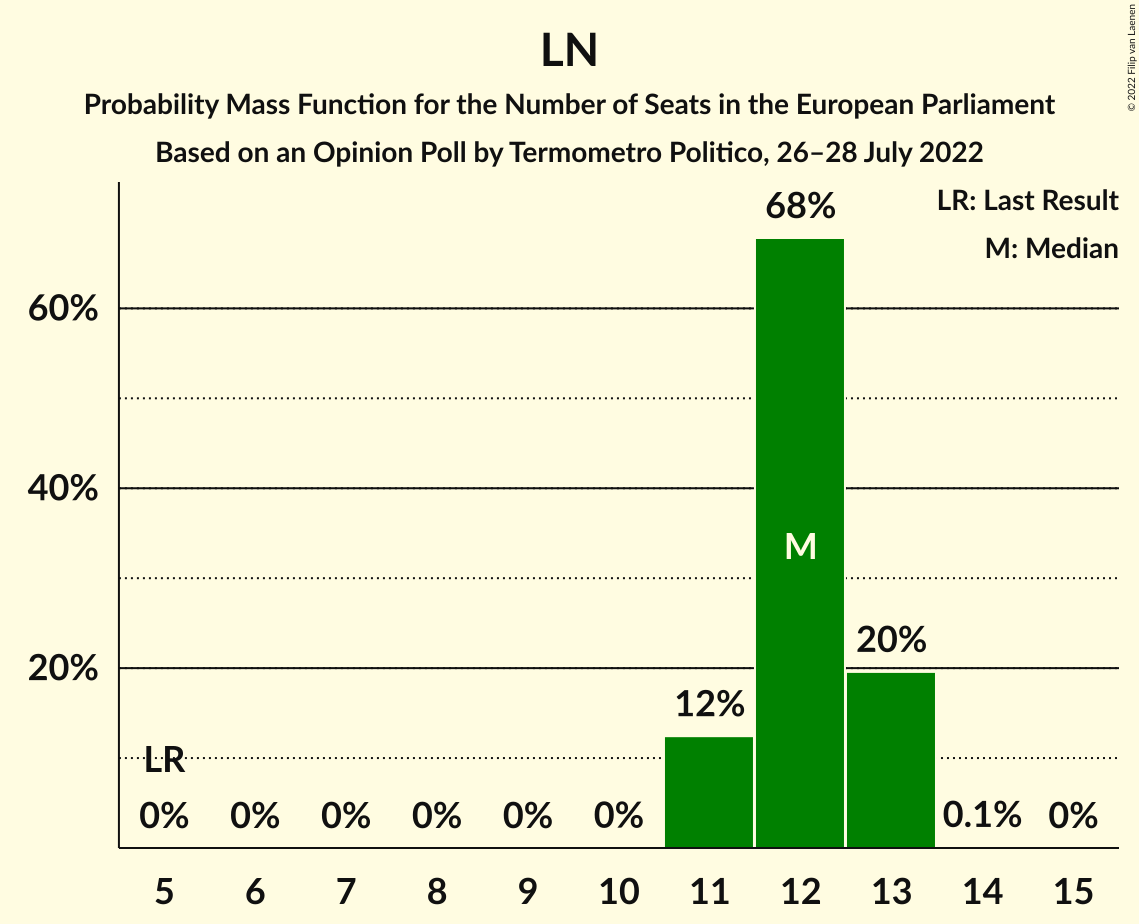 LN
Probability Mass Function for the Number of Seats in the European Parliament
Based on an Opinion Poll by Termometro Politico, 26–28 July 2022
© 2022 Filip van Laenen
LR: Last Result
M: Median
68%
60%
40%
M
20%
20%
12%
LR
0% 0% 0% 0% 0% 0% 0.1% 0%
5 6 7 8 9 10 11 12 13 14 15